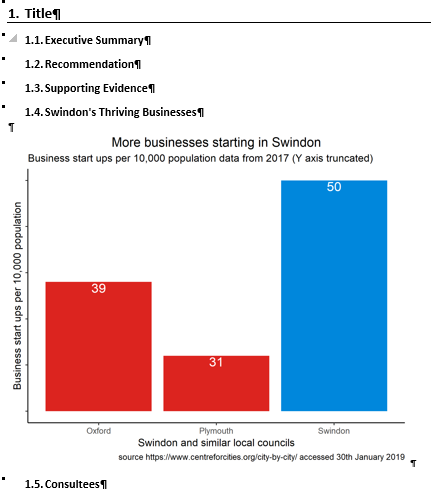 1. Title¶
1.1. Executive Summary¶
1.2. Recommendation¶
1.3. Supporting Evidence¶
1.4. Swindon's Thriving Businesses¶
¶
More businesses starting in Swindon
Business start ups per 10,000 population data from 2017 (Y axis truncated)
Business start ups per 10,000 population
39
31
50
Oxford
Plymouth
Swindon
Swindon and similar local councils
source https://www.centreforcities.org/city-by-city/ accessed 30th January 2019 ¶
1.5. Consultees¶